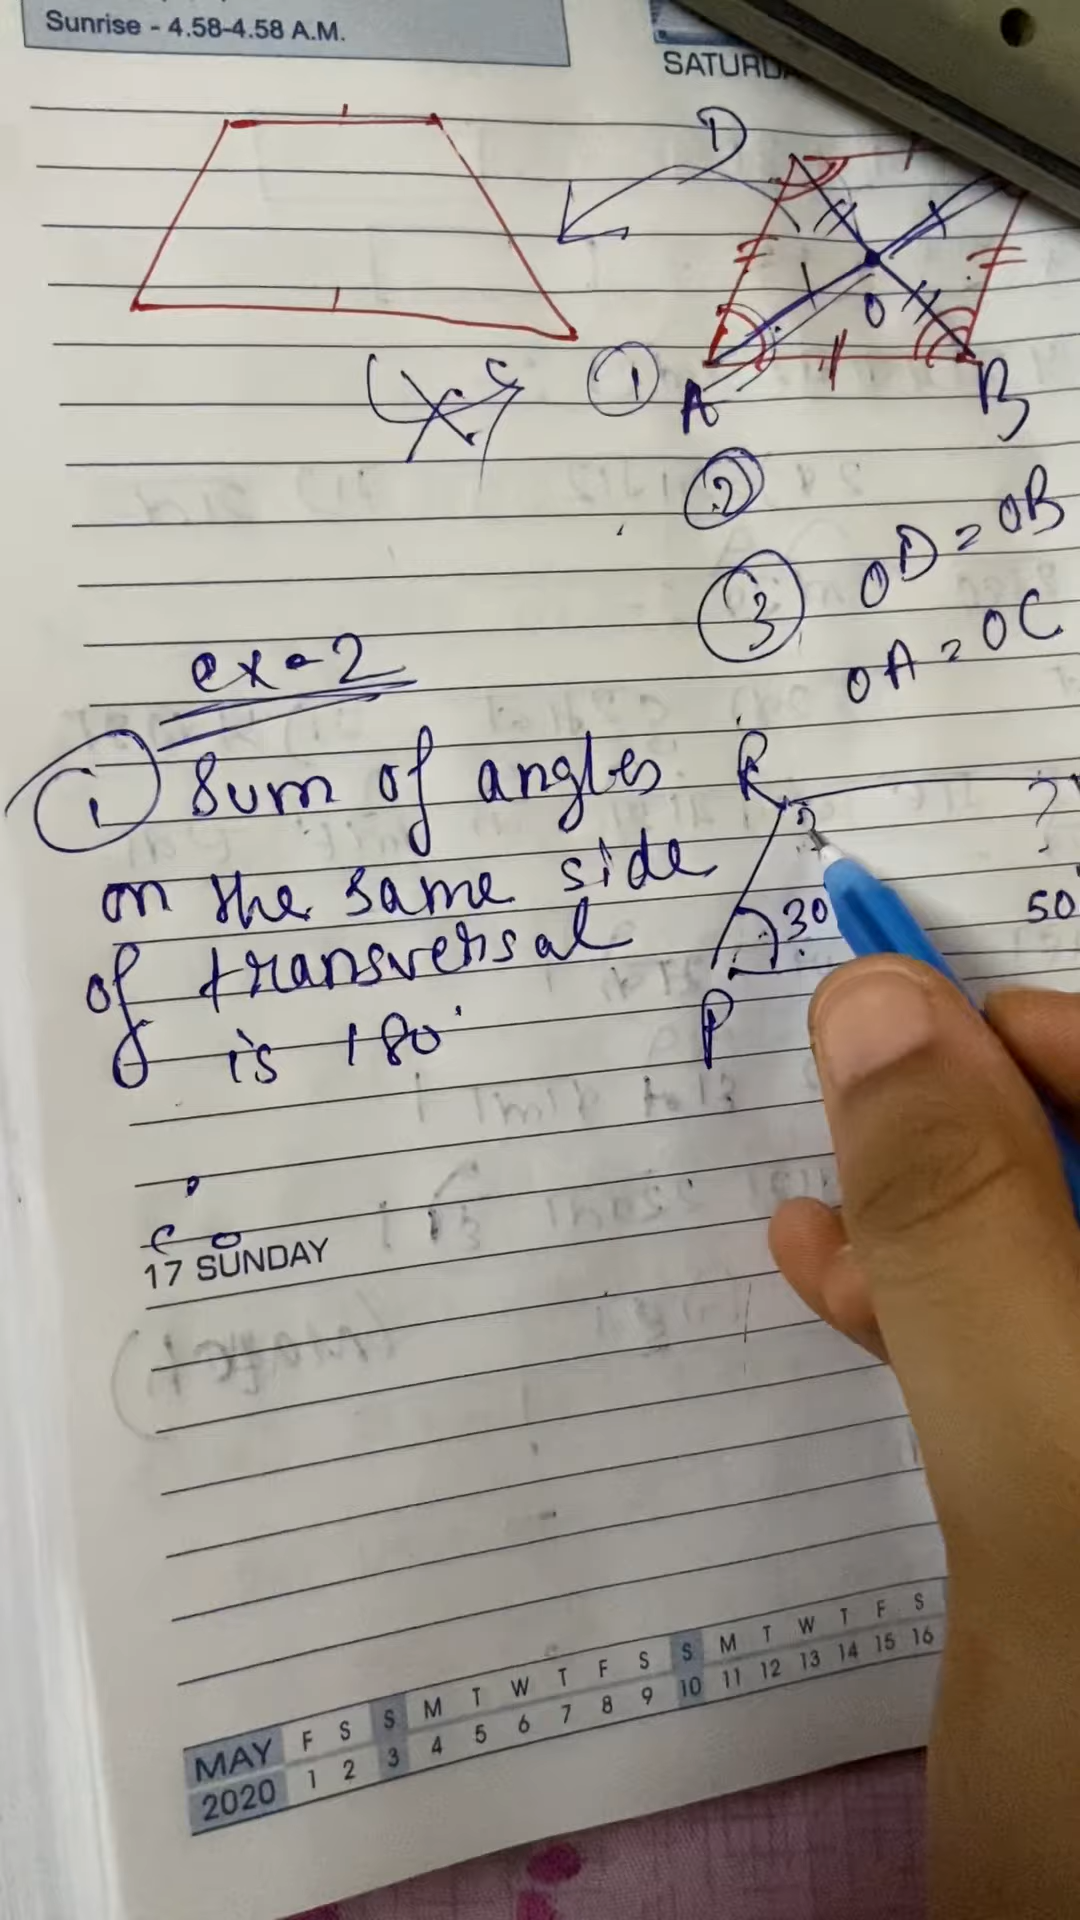 Sunrise - 4.58-4.58 A.M.
D
O
1
A
B
2
3
OD = OB
OA = OC
ex-2
1 Sum of angles
on the same side
of transversal
is 180°
R
?
?
30
50
P
17 SUNDAY
MAY
2020
F S S M T W T F S S M T W T F S
1 2 3 4 5 6 7 8 9 10 11 12 13 14 15 16